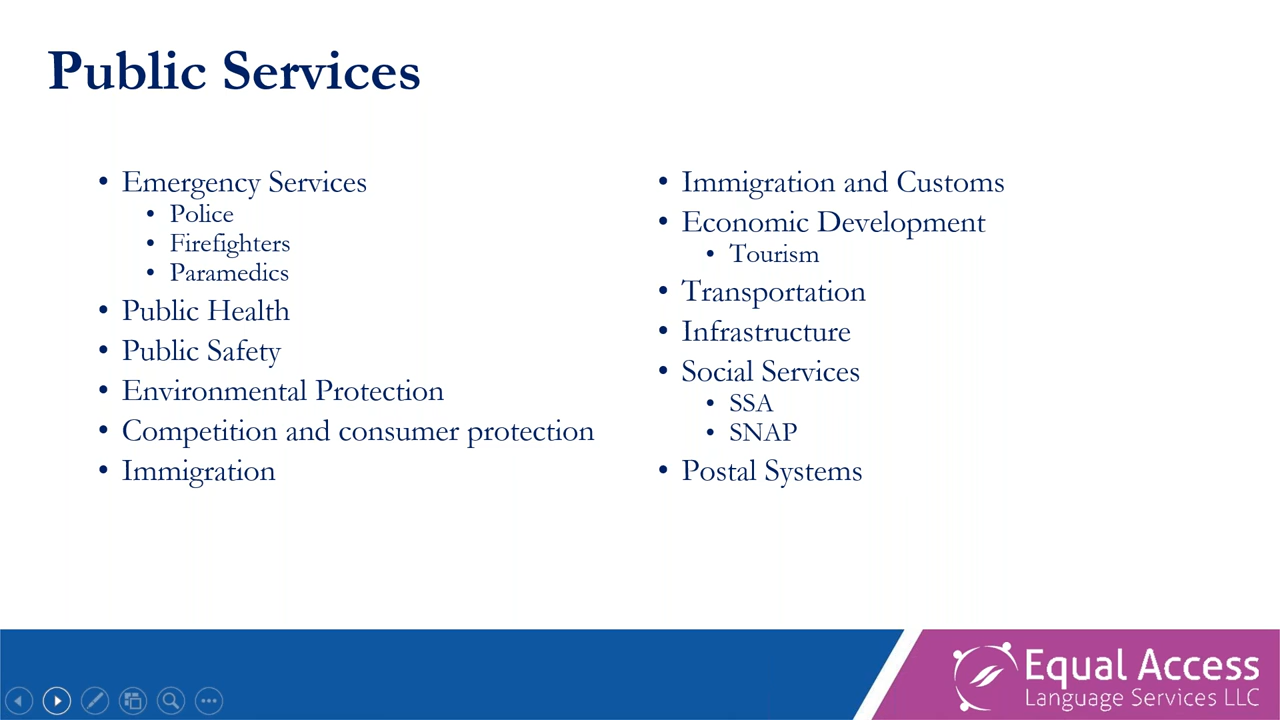 Public Services
• Emergency Services
• Police
• Firefighters
• Paramedics
• Public Health
• Public Safety
• Environmental Protection
• Competition and consumer protection
• Immigration
• Immigration and Customs
• Economic Development
• Tourism
• Transportation
• Infrastructure
• Social Services
• SSA
• SNAP
• Postal Systems
Equal Access
Language Services LLC